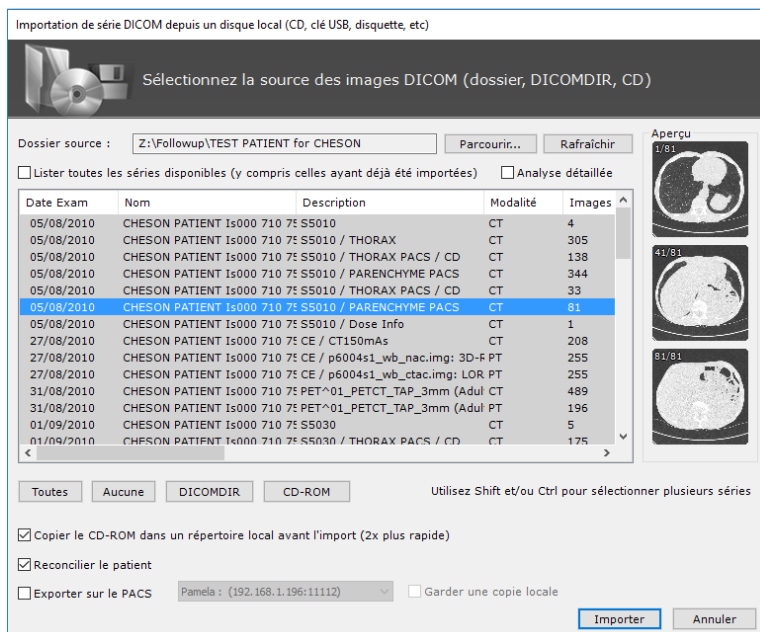 Importation de série DICOM depuis un disque local (CD, clé USB, disquette, etc)
Sélectionnez la source des images DICOM (dossier, DICOMDIR, CD)
Dossier source : Z:\Followup\TEST PATIENT for CHESON Parcourir... Rafraîchir
Lister toutes les séries disponibles (y compris celles ayant déjà été importées) Analyse détaillée
Date Exam Nom Description Modalité Images
05/08/2010 CHESON PATIENT Is000 710 75 S5010 CT 4
05/08/2010 CHESON PATIENT Is000 710 75 S5010 / THORAX CT 305
05/08/2010 CHESON PATIENT Is000 710 75 S5010 / THORAX PACS / CD CT 138
05/08/2010 CHESON PATIENT Is000 710 75 S5010 / PARENCHYME PACS CT 344
05/08/2010 CHESON PATIENT Is000 710 75 S5010 / THORAX PACS / CD CT 33
05/08/2010 CHESON PATIENT Is000 710 75 S5010 / PARENCHYME PACS CT 81
05/08/2010 CHESON PATIENT Is000 710 75 S5010 / Dose Info CT 1
27/08/2010 CHESON PATIENT Is000 710 75 CE / CT150mAs CT 208
27/08/2010 CHESON PATIENT Is000 710 75 CE / p6004s1_wb_nac.img: 3D-F PT 255
27/08/2010 CHESON PATIENT Is000 710 75 CE / p6004s1_wb_ctac.img: LOR PT 255
31/08/2010 CHESON PATIENT Is000 710 75 PET^01_PETCT_TAP_3mm (Adul CT 489
31/08/2010 CHESON PATIENT Is000 710 75 PET^01_PETCT_TAP_3mm (Adul PT 196
01/09/2010 CHESON PATIENT Is000 710 75 S5030 CT 5
01/09/2010 CHESON PATIENT Is000 710 75 S5030 / THORAX PACS / CD CT 175
Aperçu
1/81
41/81
81/81
Toutes Aucune DICOMDIR CD-ROM Utilisez Shift et/ou Ctrl pour sélectionner plusieurs séries
Copier le CD-ROM dans un répertoire local avant l'import (2x plus rapide)
Reconcilier le patient
Exporter sur le PACS Pamela : (192.168.1.196:11112) Garder une copie locale
Importer Annuler